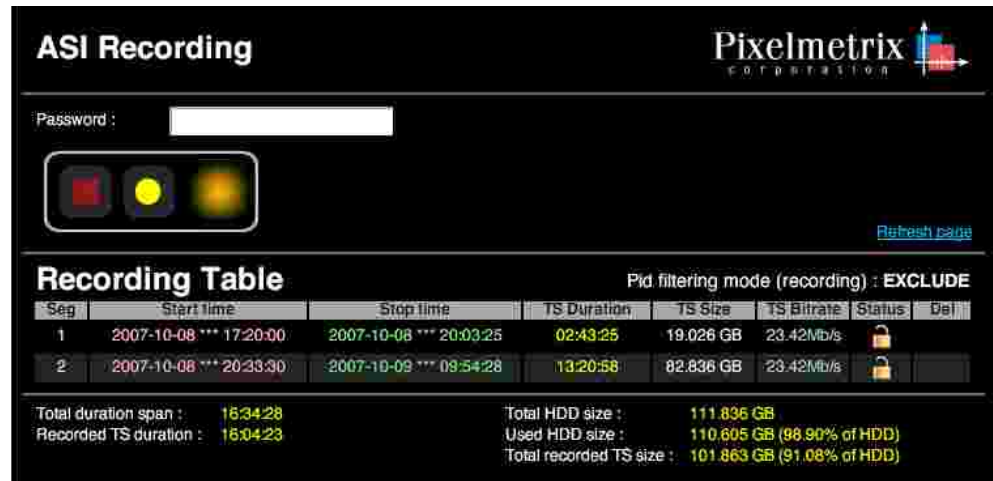 ASI Recording
Pixelmetrix
corporation
Password :
Refresh page
Recording Table
Pid filtering mode (recording) : EXCLUDE
Seg Start time Stop time TS Duration TS Size TS Bitrate Status Del
1 2007-10-08 *** 17:20:00 2007-10-08 *** 20:03:25 02:43:25 19.026 GB 23.42Mb/s
2 2007-10-08 *** 20:33:30 2007-10-09 *** 09:54:28 13:20:58 82.836 GB 23.42Mb/s
Total duration span : 16:34:28
Recorded TS duration : 16:04:23
Total HDD size : 111.836 GB
Used HDD size : 110.605 GB (98.90% of HDD)
Total recorded TS size : 101.863 GB (91.08% of HDD)